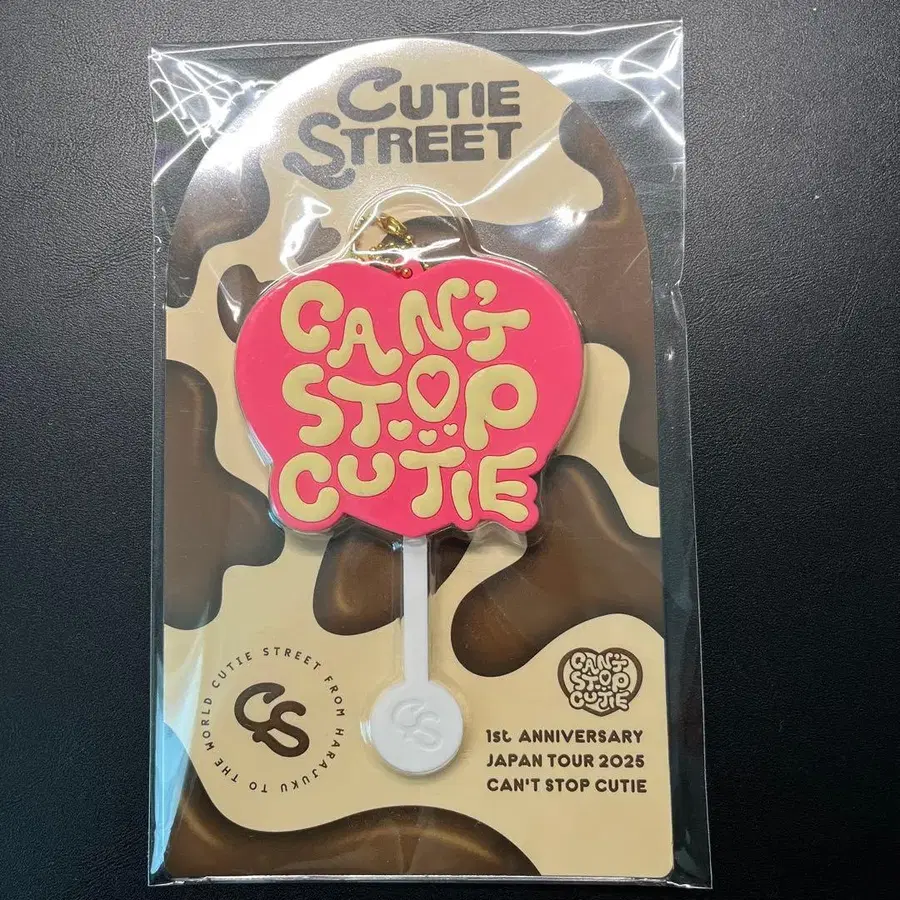 CUTIE
STREET
CAN'T
STOP
CUTIE
CUTIE STREET FROM HARAJUKU TO THE WORLD
CS
CS
CAN'T
STOP
CUTIE
1st ANNIVERSARY
JAPAN TOUR 2025
CAN'T STOP CUTIE